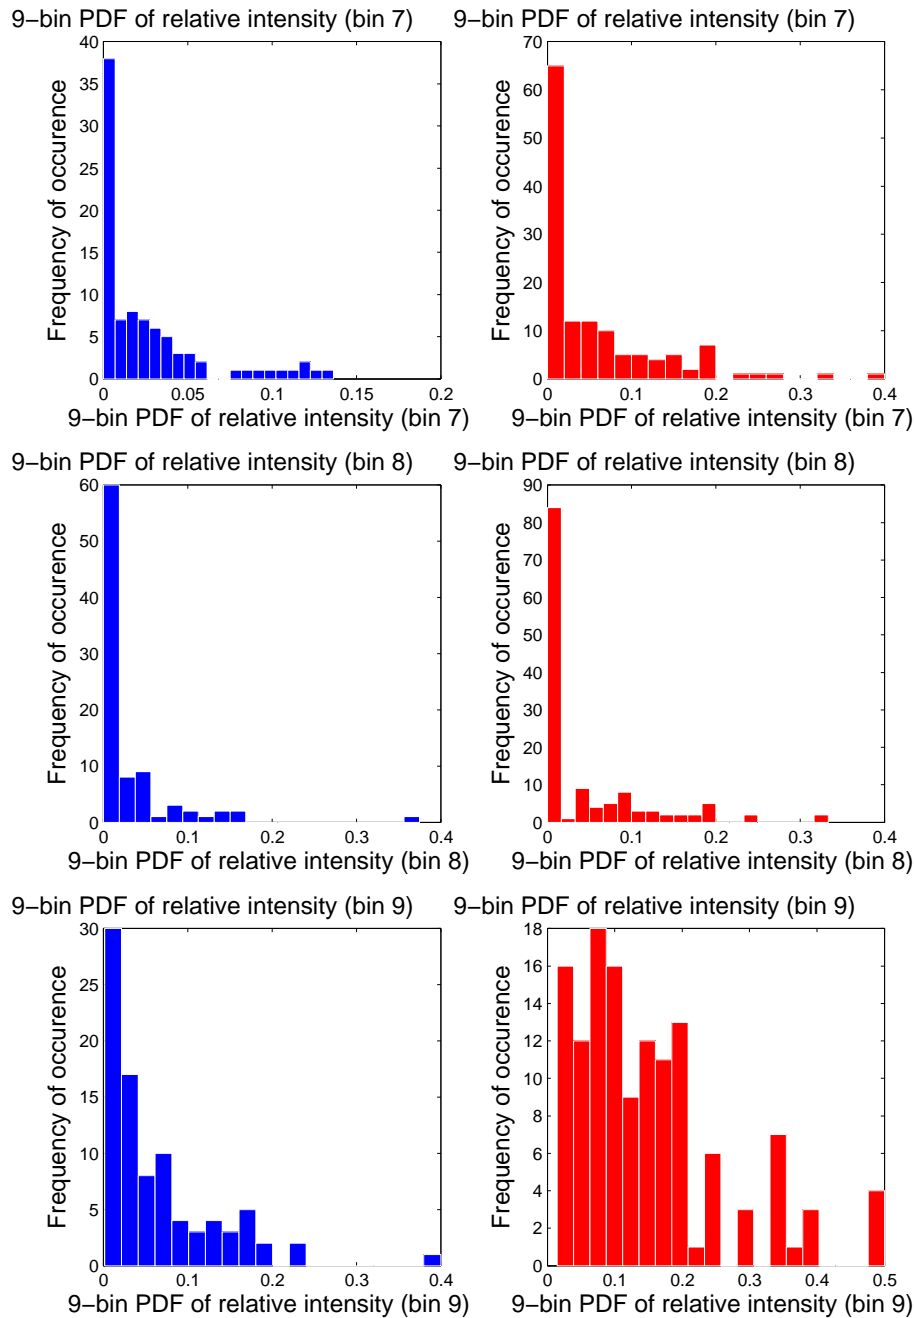 9−bin PDF of relative intensity (bin 7)
40
35
30
25
20
15
10
5
0
Frequency of occurence
0 0.05 0.1 0.15 0.2
9−bin PDF of relative intensity (bin 7)
9−bin PDF of relative intensity (bin 7)
70
60
50
40
30
20
10
0
Frequency of occurence
0 0.1 0.2 0.3 0.4
9−bin PDF of relative intensity (bin 7)
9−bin PDF of relative intensity (bin 8)
60
50
40
30
20
10
0
Frequency of occurence
0 0.1 0.2 0.3 0.4
9−bin PDF of relative intensity (bin 8)
9−bin PDF of relative intensity (bin 8)
90
80
70
60
50
40
30
20
10
0
Frequency of occurence
0 0.1 0.2 0.3 0.4
9−bin PDF of relative intensity (bin 8)
9−bin PDF of relative intensity (bin 9)
30
25
20
15
10
5
0
Frequency of occurence
0 0.1 0.2 0.3 0.4
9−bin PDF of relative intensity (bin 9)
9−bin PDF of relative intensity (bin 9)
18
16
14
12
10
8
6
4
2
0
Frequency of occurence
0 0.1 0.2 0.3 0.4 0.5
9−bin PDF of relative intensity (bin 9)